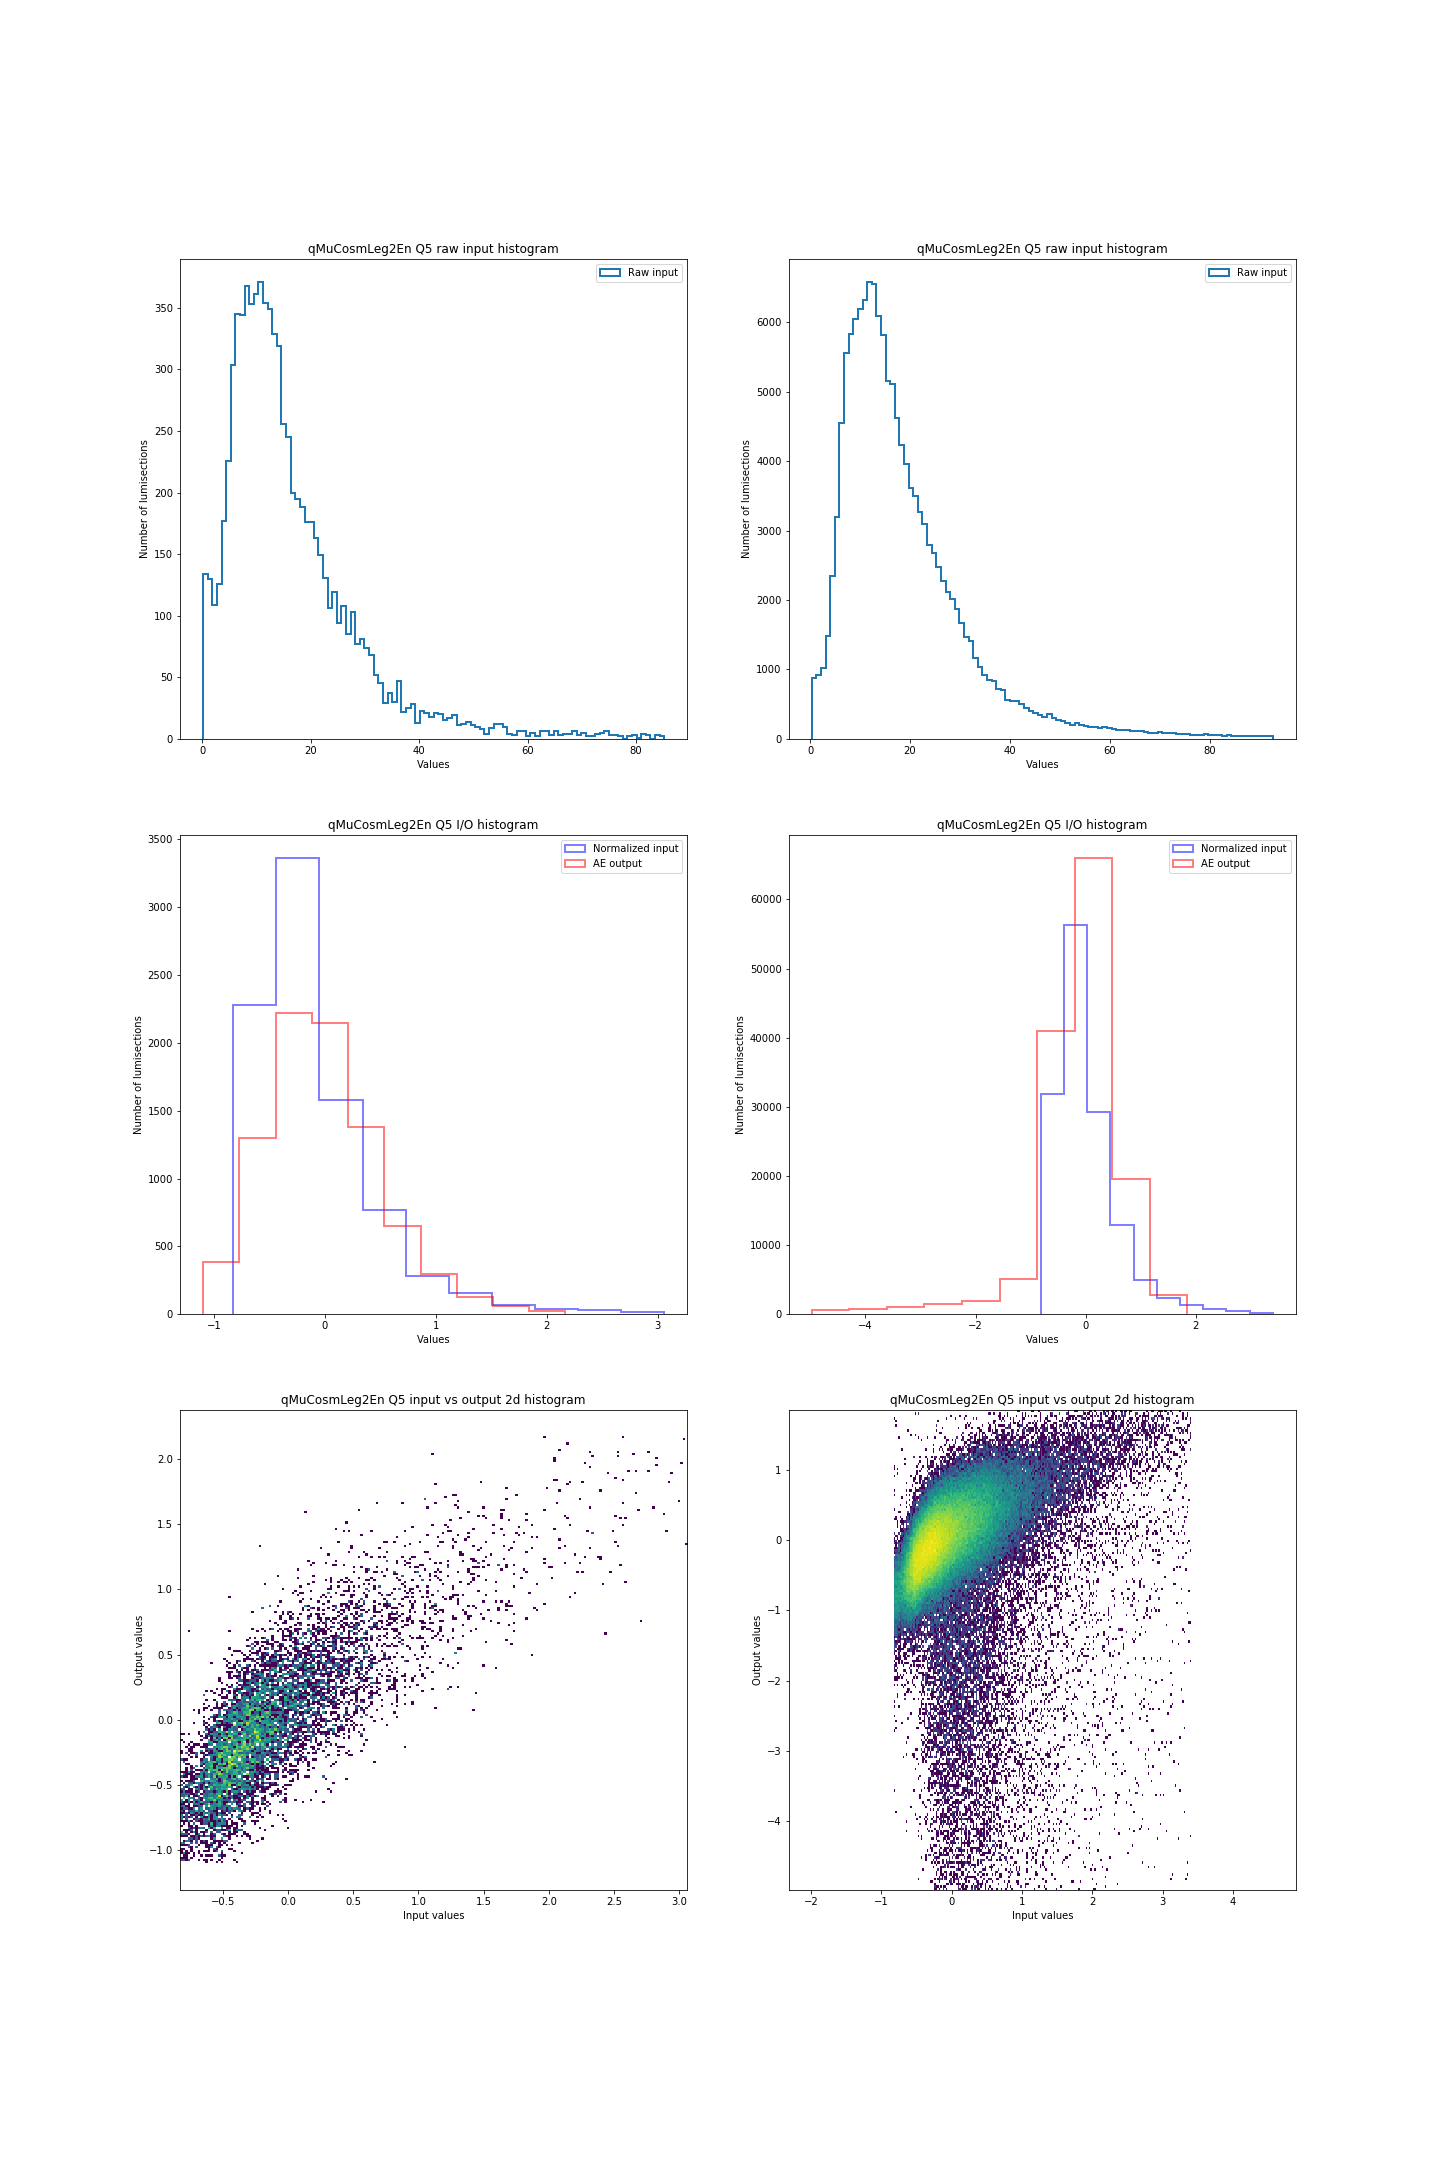 qMuCosmLeg2En Q5 raw input histogram
Raw input
350
300
250
200
150
100
50
0
Number of lumisections
0 20 40 60 80
Values
qMuCosmLeg2En Q5 raw input histogram
Raw input
6000
5000
4000
3000
2000
1000
0
Number of lumisections
0 20 40 60 80
Values
qMuCosmLeg2En Q5 I/O histogram
Normalized input
AE output
3500
3000
2500
2000
1500
1000
500
0
Number of lumisections
−1 0 1 2 3
Values
qMuCosmLeg2En Q5 I/O histogram
Normalized input
AE output
60000
50000
40000
30000
20000
10000
0
Number of lumisections
−4 −2 0 2
Values
qMuCosmLeg2En Q5 input vs output 2d histogram
2.0
1.5
1.0
0.5
0.0
−0.5
−1.0
Output values
−0.5 0.0 0.5 1.0 1.5 2.0 2.5 3.0
Input values
qMuCosmLeg2En Q5 input vs output 2d histogram
1
0
−1
−2
−3
−4
Output values
−2 −1 0 1 2 3 4
Input values